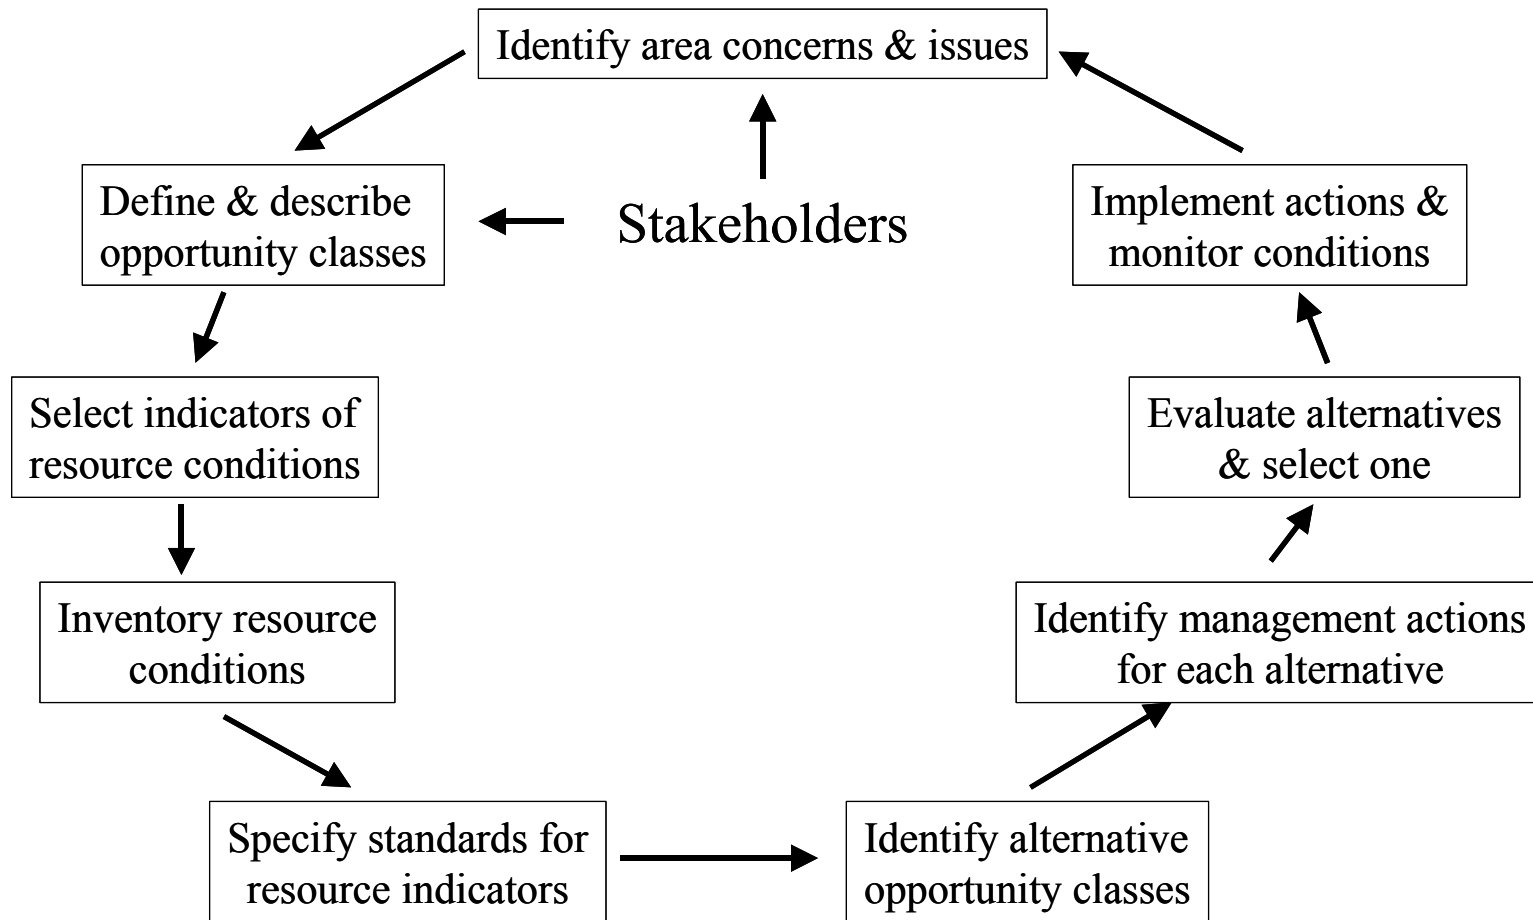 Identify area concerns & issues
Define & describe
opportunity classes
Stakeholders
Implement actions &
monitor conditions
Select indicators of
resource conditions
Evaluate alternatives
& select one
Inventory resource
conditions
Identify management actions
for each alternative
Specify standards for
resource indicators
Identify alternative
opportunity classes